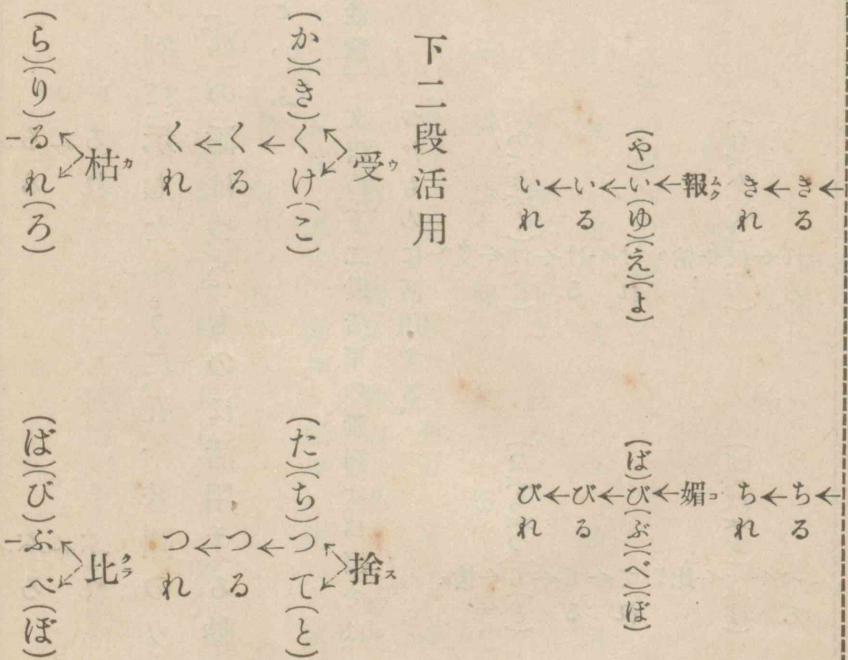 きる
ちる
きれ
ちれ
報ムク
媚コ
(や)い(ゆ)(え)(よ)
(ば)び(ぶ)(べ)(ぼ)
いる
びる
いれ
びれ
下二段活用
受ウ
捨ス
(か)(き)くけ(こ)
(た)(ち)つて(と)
くる
つる
くれ
つれ
枯カ
比クラ
(ら)(り)るれ(ろ)
(ば)(び)ぶべ(ぼ)